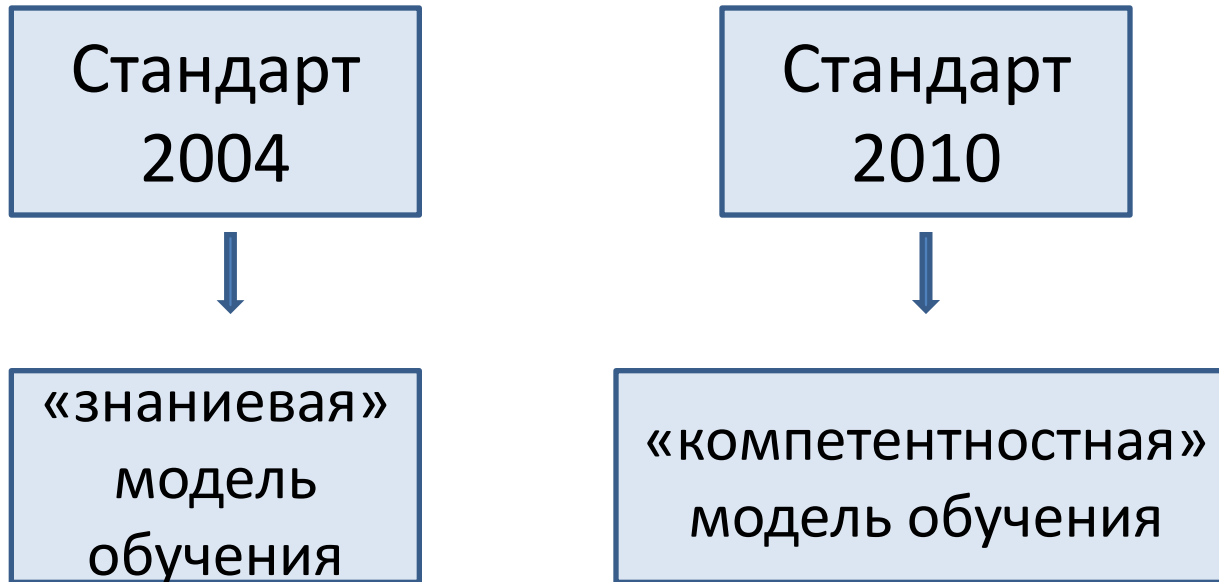 Стандарт
2004
Стандарт
2010
«знаниевая»
модель
обучения
«компетентностная»
модель обучения